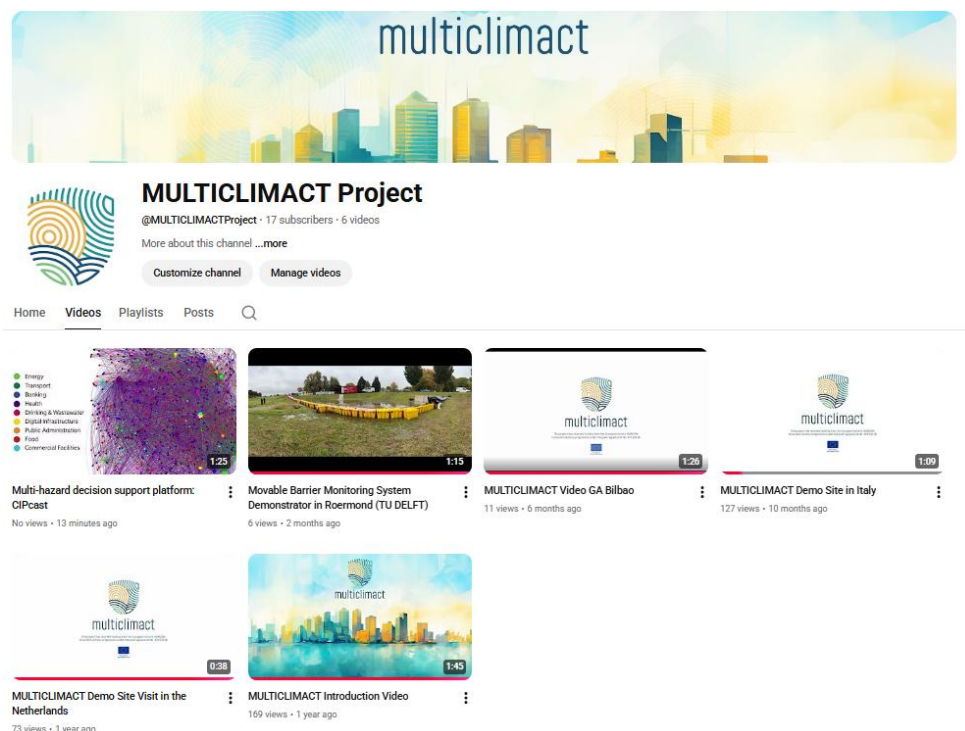 multiclimact
MULTICLIMACT Project
@MULTICLIMACTProject · 17 subscribers · 6 videos
More about this channel ...more
Customize channel
Manage videos
Home
Videos
Playlists
Posts
Energy
Transport
Banking
Health
Drinking & Wastewater
Digital Infrastructure
Public Administration
Food
Commercial Facilities
1:25
1:15
multiclimact
1:26
multiclimact
1:09
Multi-hazard decision support platform:
CIPcast
No views · 13 minutes ago
Movable Barrier Monitoring System
Demonstrator in Roermond (TU DELFT)
6 views · 2 months ago
MULTICLIMACT Video GA Bilbao
11 views · 6 months ago
MULTICLIMACT Demo Site in Italy
127 views · 10 months ago
multiclimact
0:38
multiclimact
1:45
MULTICLIMACT Demo Site Visit in the
Netherlands
73 views · 1 year ago
MULTICLIMACT Introduction Video
169 views · 1 year ago